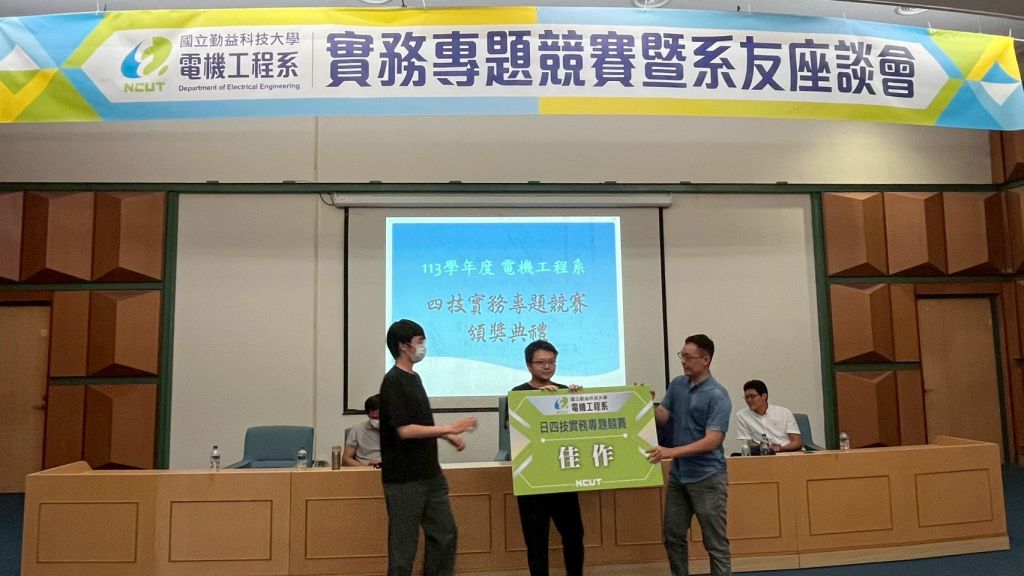 國立勤益科技大學
電機工程系
Department of Electrical Engineering
NCUT
實務專題競賽暨系友座談會
113學年度 電機工程系
四技實務專題競賽
頒獎典禮
國立勤益科技大學
電機工程系
日四技實務專題競賽
佳作
NCUT